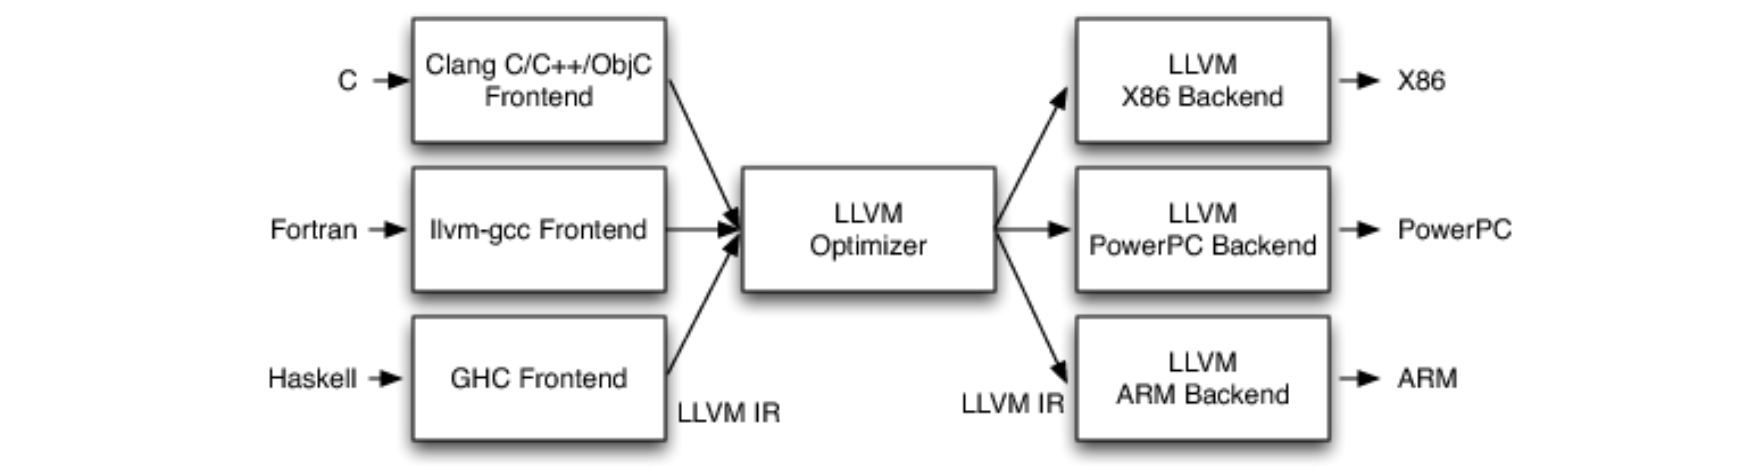 C
Clang C/C++/ObjC
Frontend
LLVM
X86 Backend
X86
Fortran
llvm-gcc Frontend
LLVM
Optimizer
LLVM
PowerPC Backend
PowerPC
Haskell
GHC Frontend
LLVM IR
LLVM IR
LLVM
ARM Backend
ARM